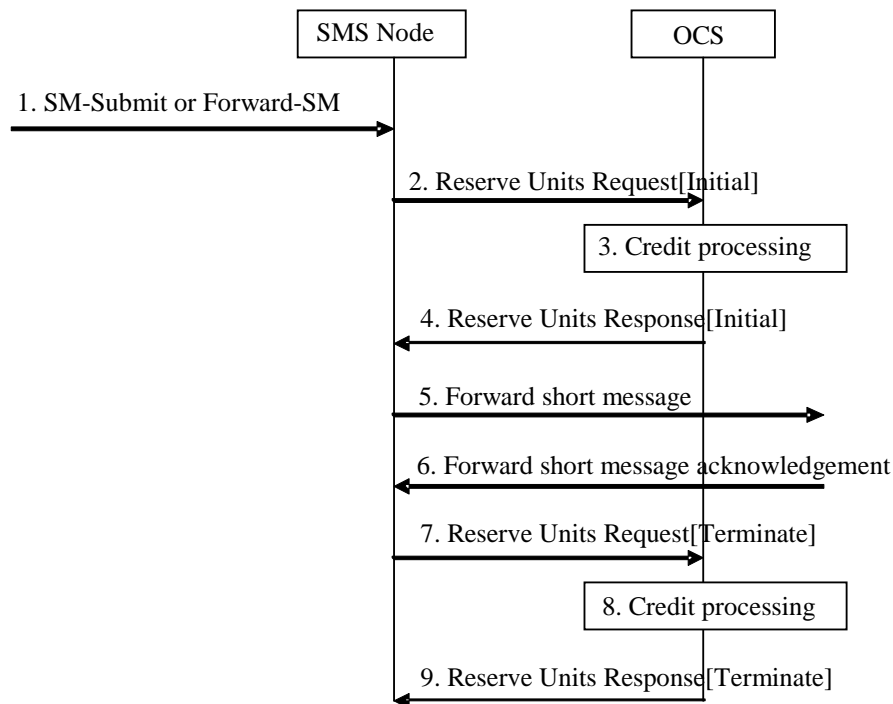 SMS Node
OCS
1. SM-Submit or Forward-SM
2. Reserve Units Request[Initial]
3. Credit processing
4. Reserve Units Response[Initial]
5. Forward short message
6. Forward short message acknowledgement
7. Reserve Units Request[Terminate]
8. Credit processing
9. Reserve Units Response[Terminate]